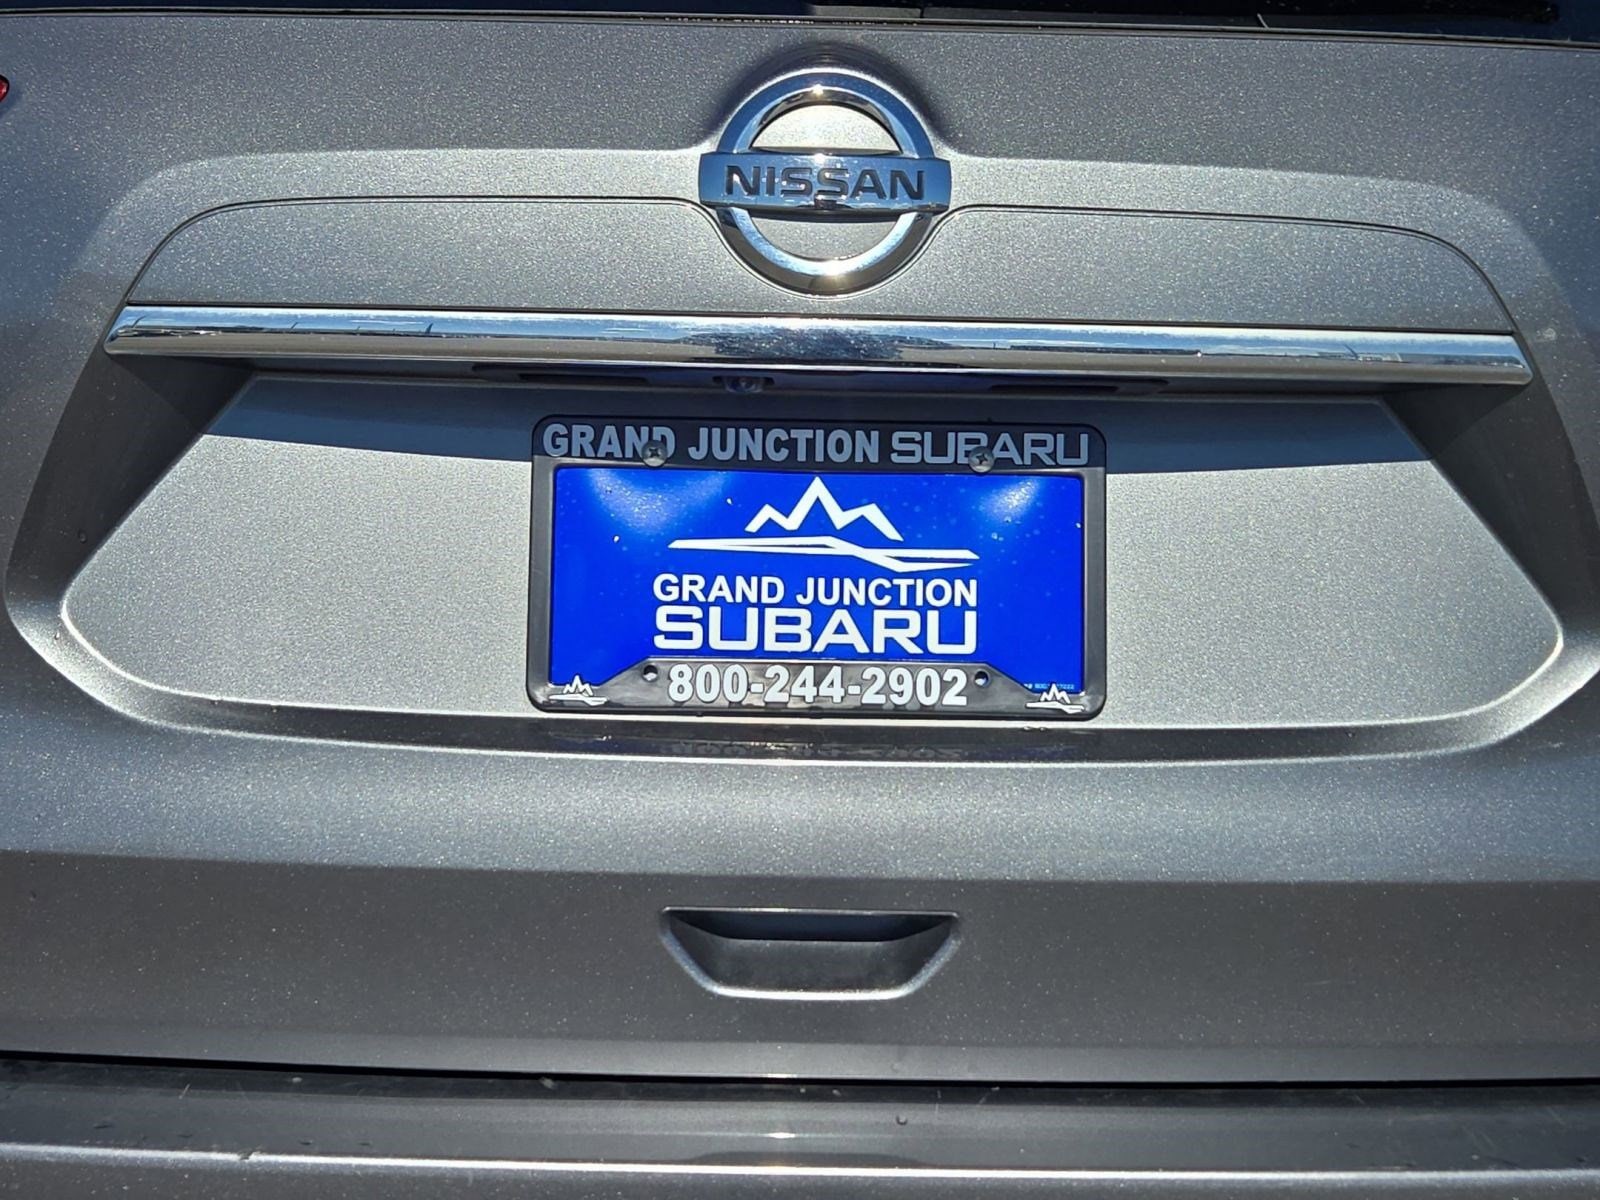 NISSAN
GRAND JUNCTION SUBARU
GRAND JUNCTION
SUBARU
800-244-2902